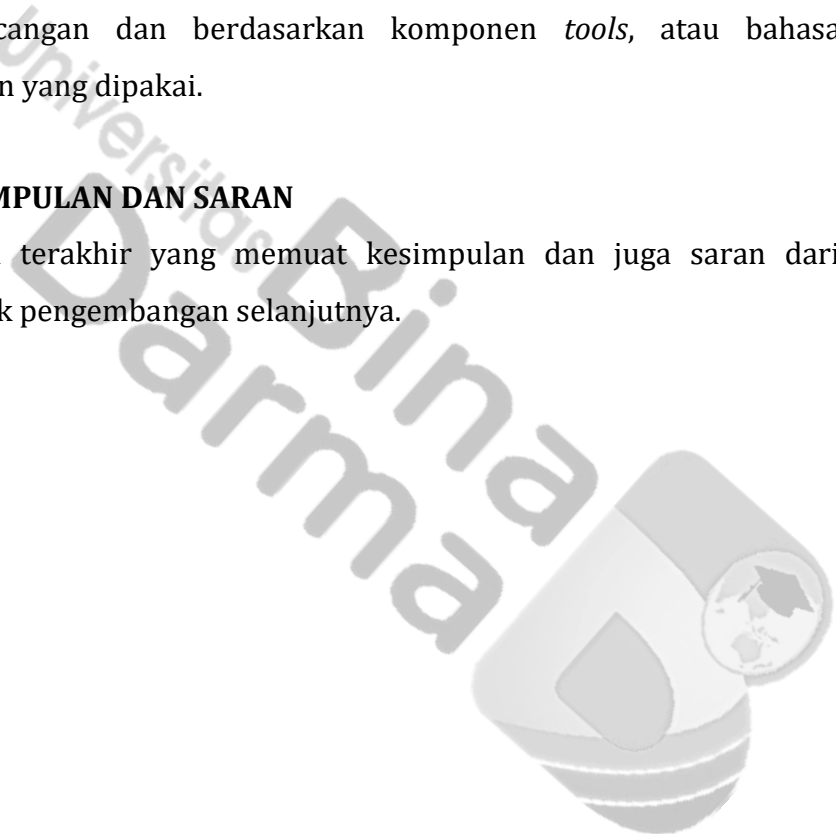 cangan dan berdasarkan komponen tools, atau bahasa
n yang dipakai.
MPULAN DAN SARAN
terakhir yang memuat kesimpulan dan juga saran dari
k pengembangan selanjutnya.
Universitas
Bina
Darma